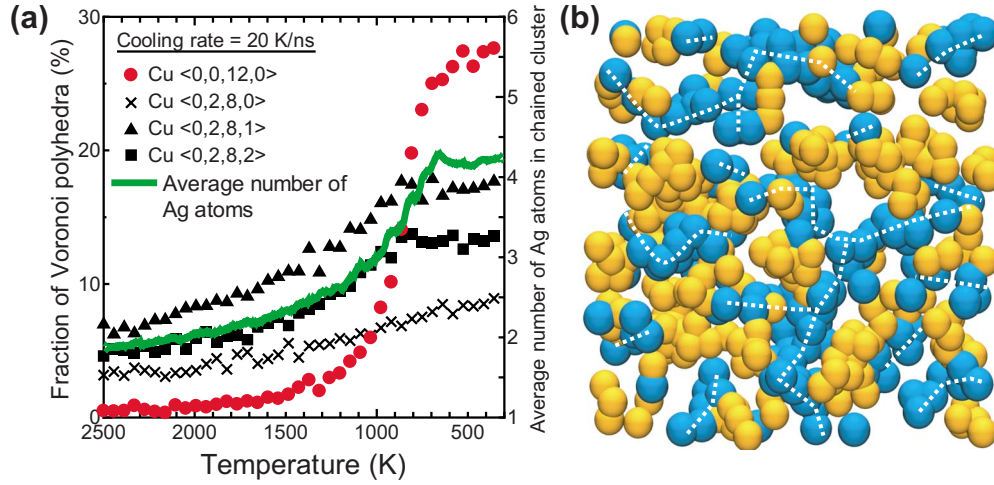 (a)
Fraction of Voronoi polyhedra (%)
30
20
10
0
Cooling rate = 20 K/ns
Cu <0,0,12,0>
Cu <0,2,8,0>
Cu <0,2,8,1>
Cu <0,2,8,2>
Average number of
Ag atoms
2500
2000
1500
1000
500
Temperature (K)
6
5
4
3
2
1
Average number of Ag atoms in chained cluster
(b)